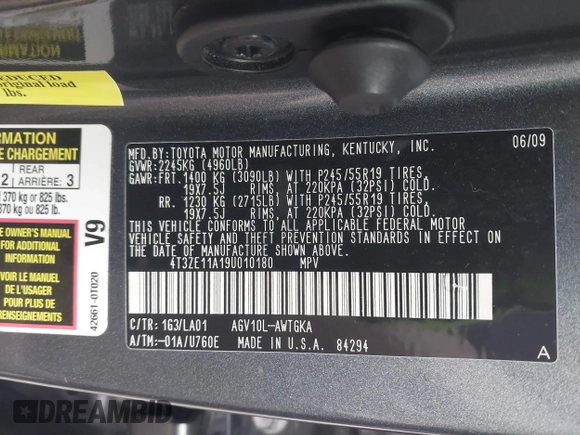 REDUCED
original load
lbs.
MFD.BY:TOYOTA MOTOR MANUFACTURING, KENTUCKY, INC. 06/09
GVWR:2245KG (4960LB)
GAWR:FRT.1400 KG (3090LB) WITH P245/55R19 TIRES,
19X7.5J RIMS, AT 220KPA (32PSI) COLD.
RR. 1230 KG (2715LB) WITH P245/55R19 TIRES,
19X7.5J RIMS, AT 220KPA (32PSI) COLD.
THIS VEHICLE CONFORMS TO ALL APPLICABLE FEDERAL MOTOR
VEHICLE SAFETY AND THEFT PREVENTION STANDARDS IN EFFECT ON
THE DATE OF MANUFACTURE SHOWN ABOVE.
4T3ZE11A19U010180 MPV
C/TR: 1G3/LA01 AGV10L-AWTGKA
A/TM:-01A/U760E MADE IN U.S.A. 84294 A
ORMATION
E CHARGEMENT
2 REAR
ARRIÈRE: 3
370 kg or 825 lbs.
370 kg ou 825 lb.
V9
E OWNER'S MANUAL
FOR ADDITIONAL
INFORMATION
VOIR LE MANUEL
DE L'USAGER
POUR PLUS DE
42661-0T020
DREAMBID